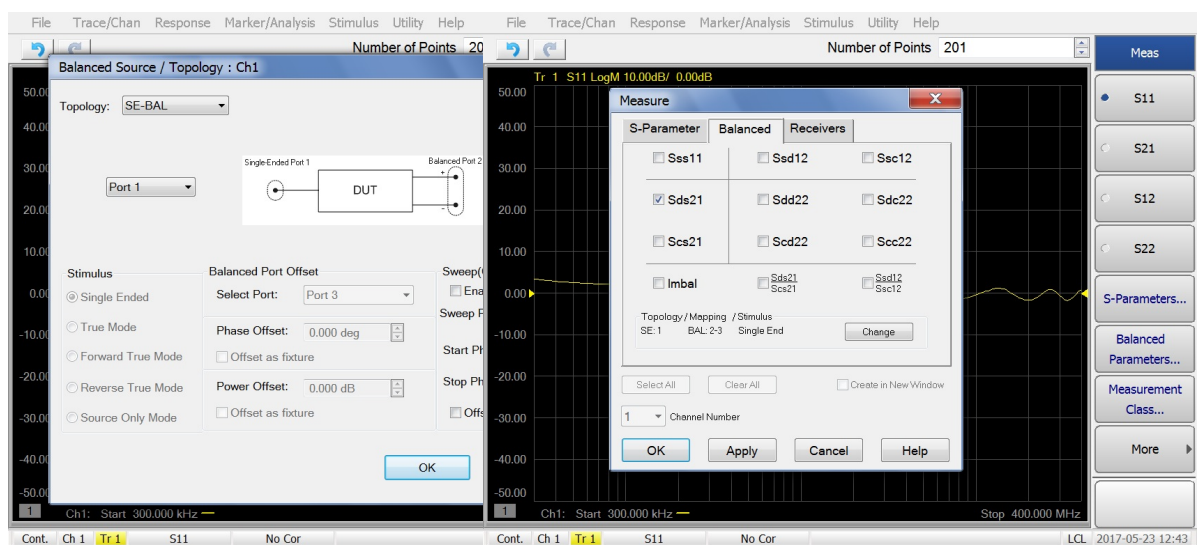 File Trace/Chan Response Marker/Analysis Stimulus Utility Help
Number of Points 20
Balanced Source / Topology : Ch1
Topology: SE-BAL
Single-Ended Port 1
Balanced Port 2
Port 1
DUT
+
-
Stimulus
Single Ended
True Mode
Forward True Mode
Reverse True Mode
Source Only Mode
Balanced Port Offset
Select Port: Port 3
Phase Offset: 0.000 deg
Offset as fixture
Power Offset: 0.000 dB
Offset as fixture
Sweep(
Ena
Sweep F
Start Ph
Stop Ph
Offs
OK
50.00
40.00
30.00
20.00
10.00
0.00
-10.00
-20.00
-30.00
-40.00
-50.00
1 Ch1: Start 300.000 kHz
Cont. Ch 1 Tr 1 S11 No Cor
File Trace/Chan Response Marker/Analysis Stimulus Utility Help
Number of Points 201
Tr 1 S11 LogM 10.00dB/ 0.00dB
50.00
40.00
30.00
20.00
10.00
0.00
-10.00
-20.00
-30.00
-40.00
-50.00
Measure
X
S-Parameter Balanced Receivers
Sss11 Ssd12 Ssc12
Sds21 Sdd22 Sdc22
Scs21 Scd22 Scc22
Imbal Sds21 Ssd12
Scs21 Ssc12
Topology / Mapping / Stimulus
SE: 1 BAL: 2-3 Single End Change
Select All Clear All Create in New Window
1 Channel Number
OK Apply Cancel Help
1 Ch1: Start 300.000 kHz Stop 400.000 MHz
Cont. Ch 1 Tr 1 S11 No Cor LCL 2017-05-23 12:43
Meas
S11
S21
S12
S22
S-Parameters...
Balanced
Parameters...
Measurement
Class...
More